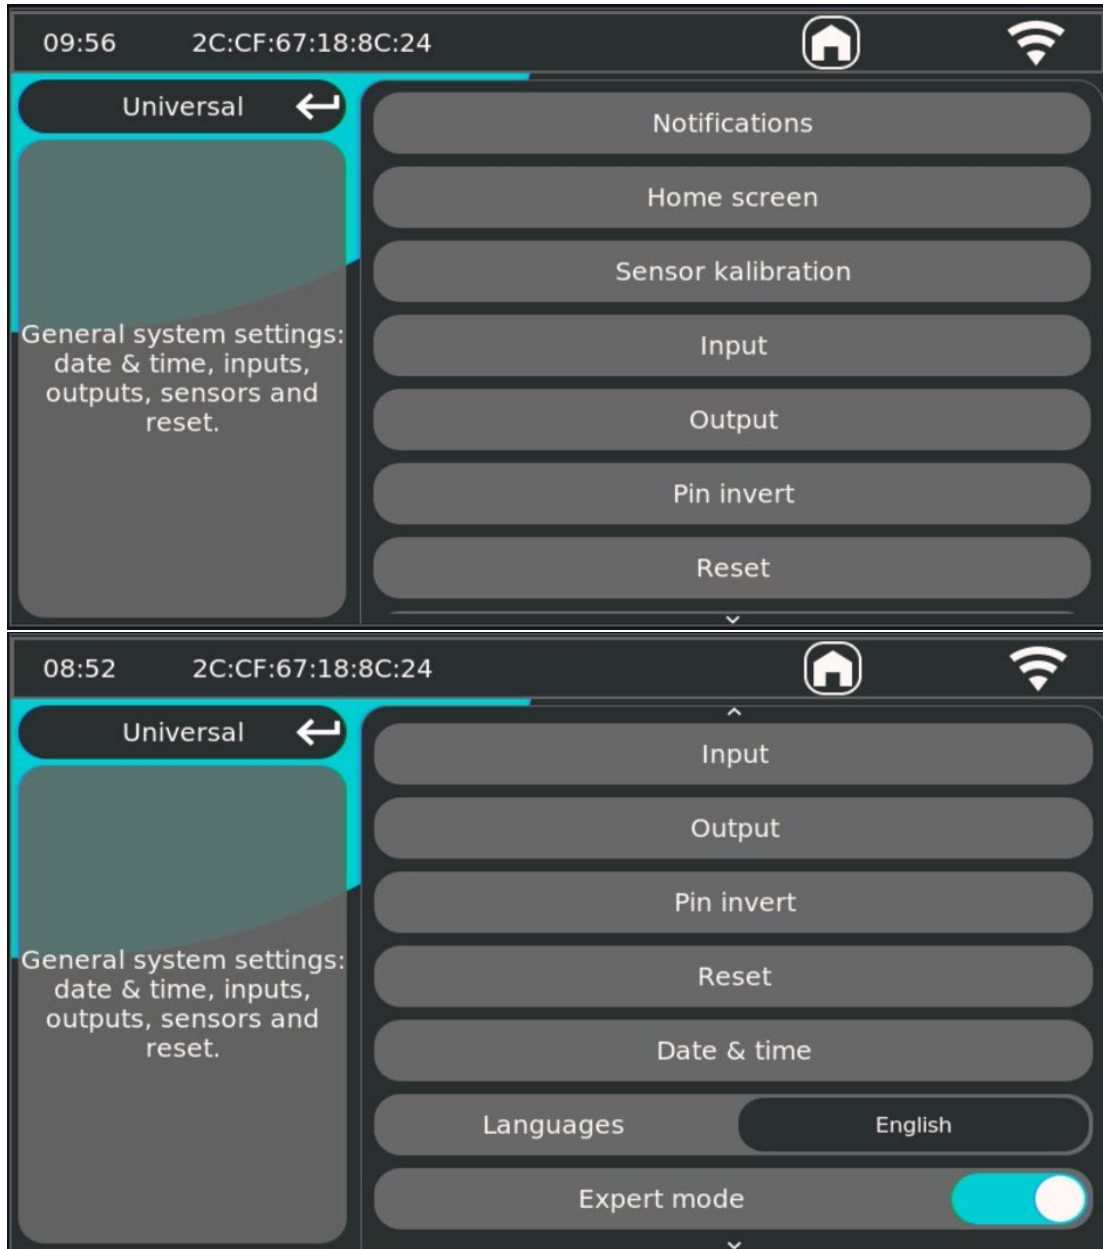 09:56 2C:CF:67:18:8C:24
Universal
General system settings:
date & time, inputs,
outputs, sensors and
reset.
Notifications
Home screen
Sensor kalibration
Input
Output
Pin invert
Reset
08:52 2C:CF:67:18:8C:24
Universal
General system settings:
date & time, inputs,
outputs, sensors and
reset.
Input
Output
Pin invert
Reset
Date & time
Languages English
Expert mode